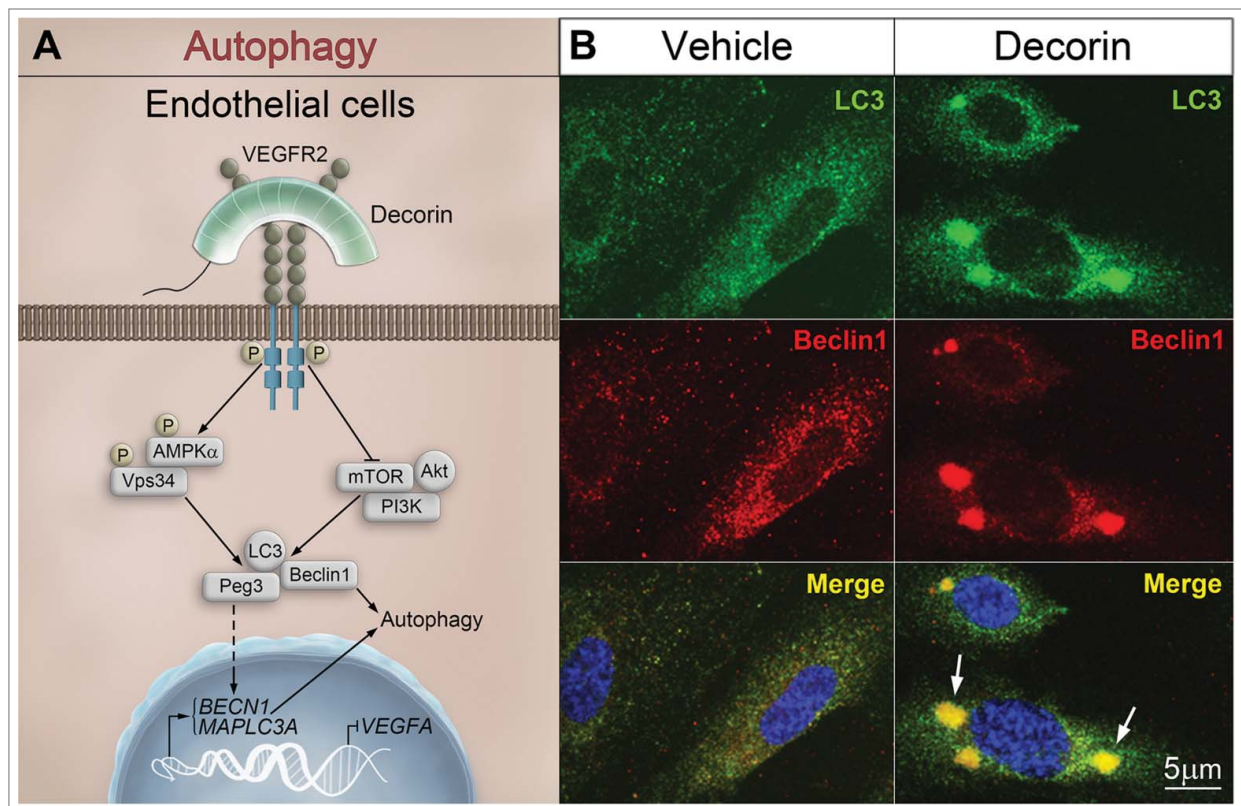 A
Autophagy
Endothelial cells
VEGFR2
Decorin
P
P
P
AMPKα
P
Vps34
mTOR
Akt
PI3K
LC3
Peg3
Beclin1
Autophagy
BECN1
MAPLC3A
VEGFA
B
Vehicle
Decorin
LC3
LC3
Beclin1
Beclin1
Merge
Merge
5μm